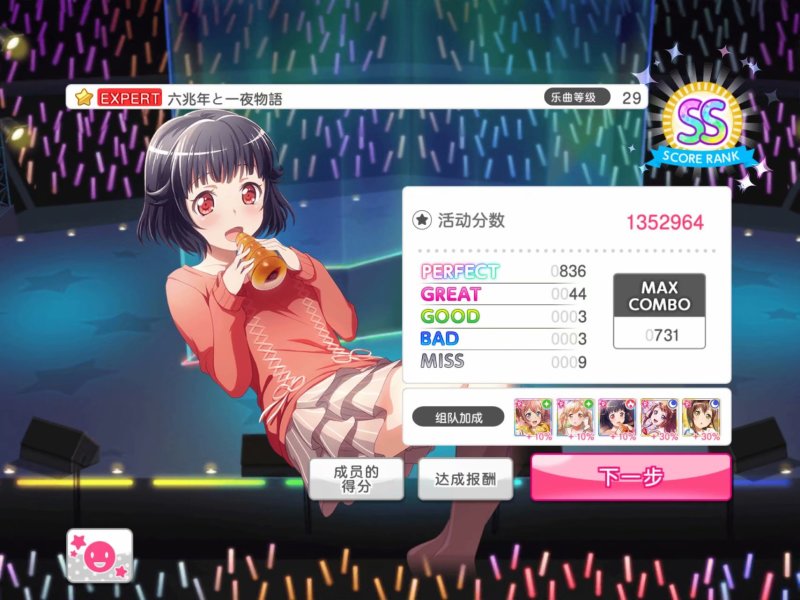 EXPERT 六兆年と一夜物語 乐曲等级 29
SS
SCORE RANK
活动分数 1352964
PERFECT 0836
GREAT 0044
GOOD 0003
BAD 0003
MISS 0009
MAX
COMBO
0731
组队加成
+10% +10% +10% +30% +30%
成员的
得分
达成报酬
下一步